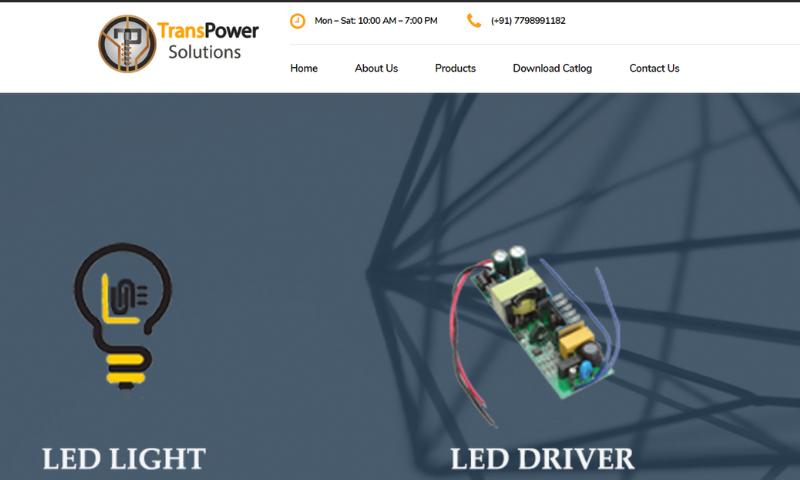 TransPower
Solutions
Mon – Sat: 10:00 AM – 7:00 PM
(+91) 7798991182
Home
About Us
Products
Download Catlog
Contact Us
LED LIGHT
LED DRIVER